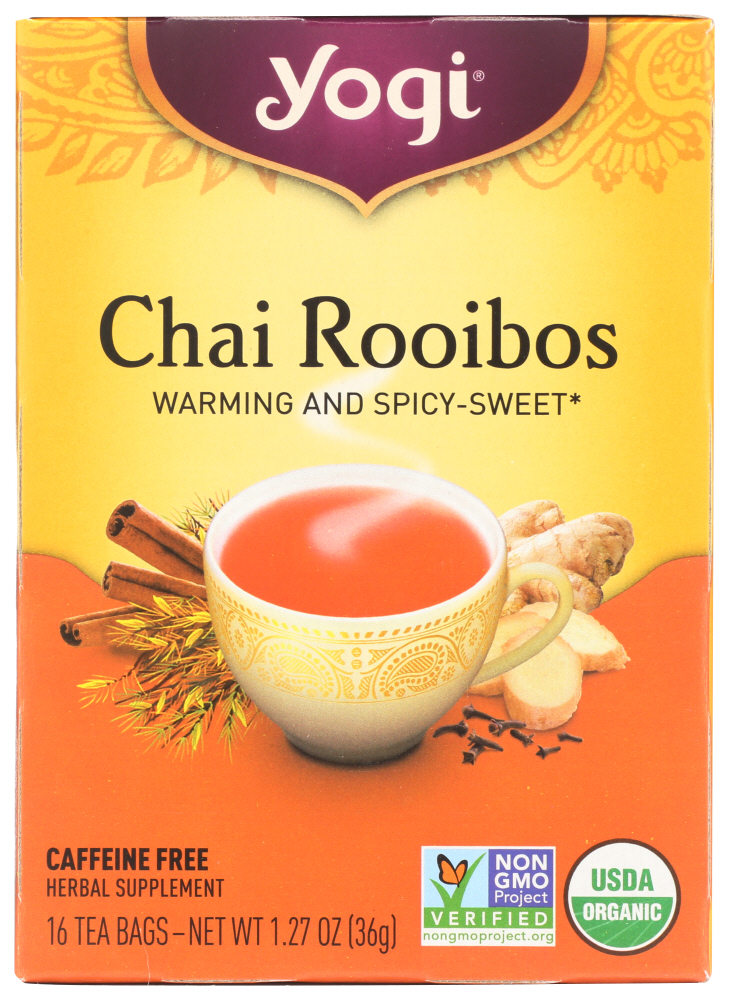 yogi®
Chai Rooibos
WARMING AND SPICY-SWEET*
CAFFEINE FREE
HERBAL SUPPLEMENT
16 TEA BAGS – NET WT 1.27 OZ (36g)
NON
GMO
Project
VERIFIED
nongmoproject.org
USDA
ORGANIC